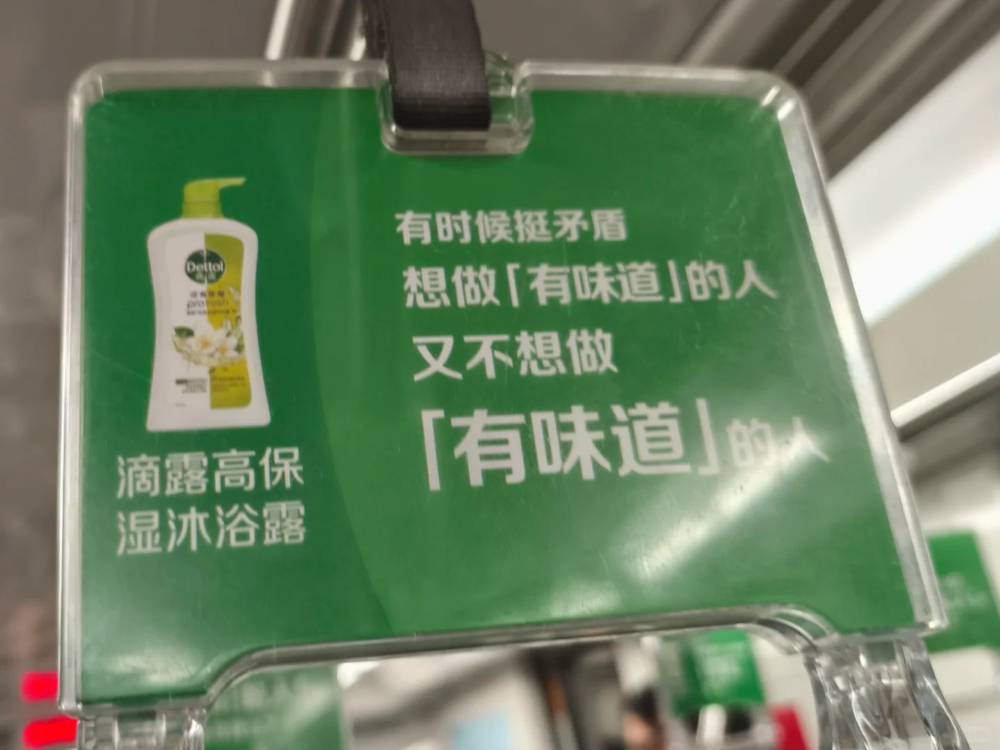 有时候挺矛盾
想做「有味道」的人
又不想做
「有味道」的人
Dettol
滴露高保
湿沐浴露